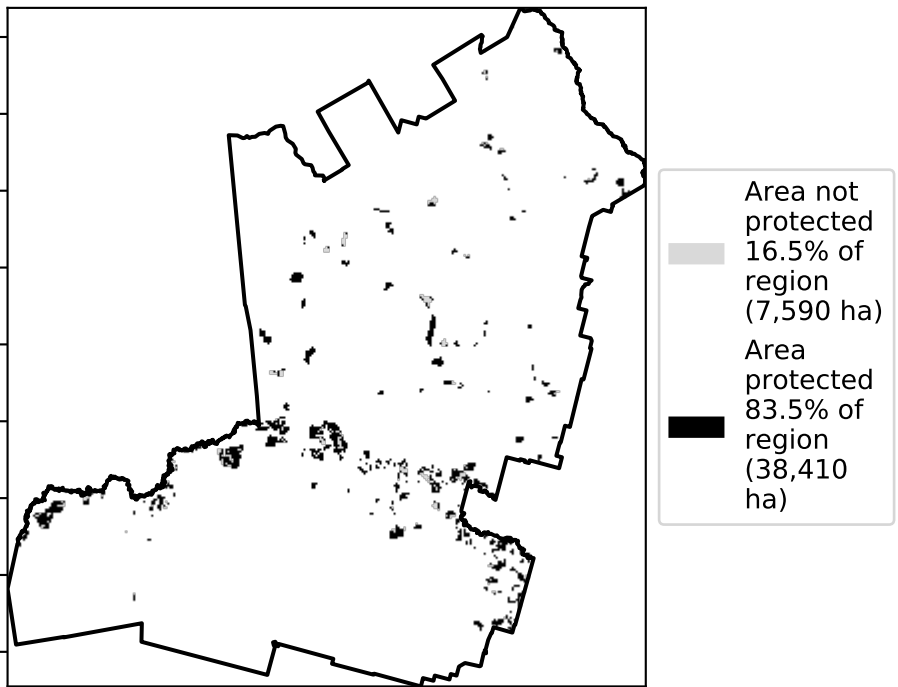 Area not
protected
16.5% of
region
(7,590 ha)
Area
protected
83.5% of
region
(38,410
ha)